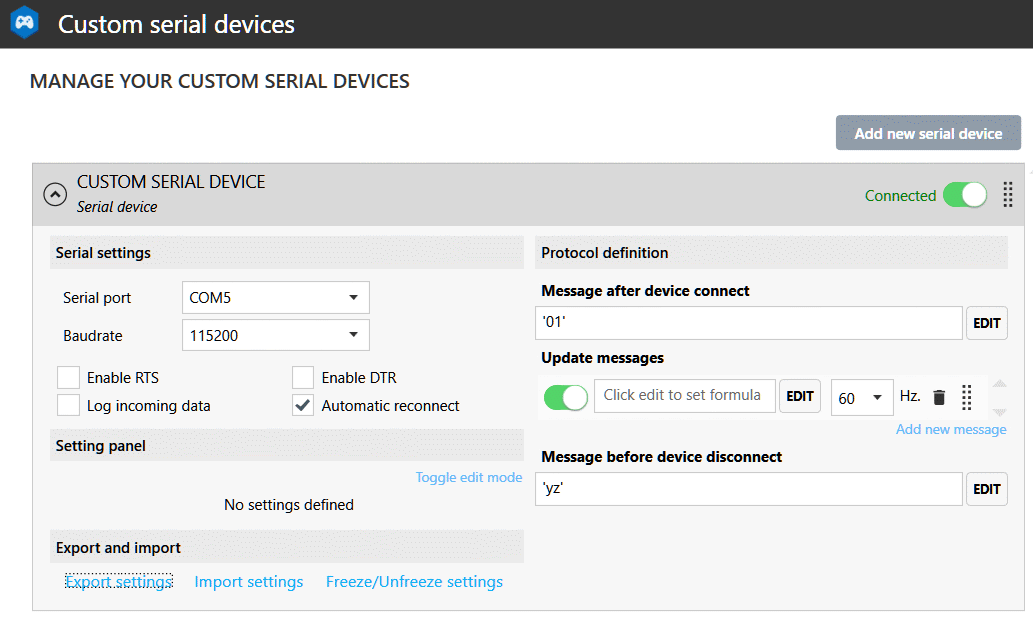 Custom serial devices
MANAGE YOUR CUSTOM SERIAL DEVICES
Add new serial device
CUSTOM SERIAL DEVICE
Serial device
Connected
Serial settings
Serial port COM5
Baudrate 115200
Enable RTS Enable DTR
Log incoming data Automatic reconnect
Setting panel
Toggle edit mode
No settings defined
Export and import
Export settings Import settings Freeze/Unfreeze settings
Protocol definition
Message after device connect
'01' EDIT
Update messages
Click edit to set formula EDIT 60 Hz.
Add new message
Message before device disconnect
'yz' EDIT